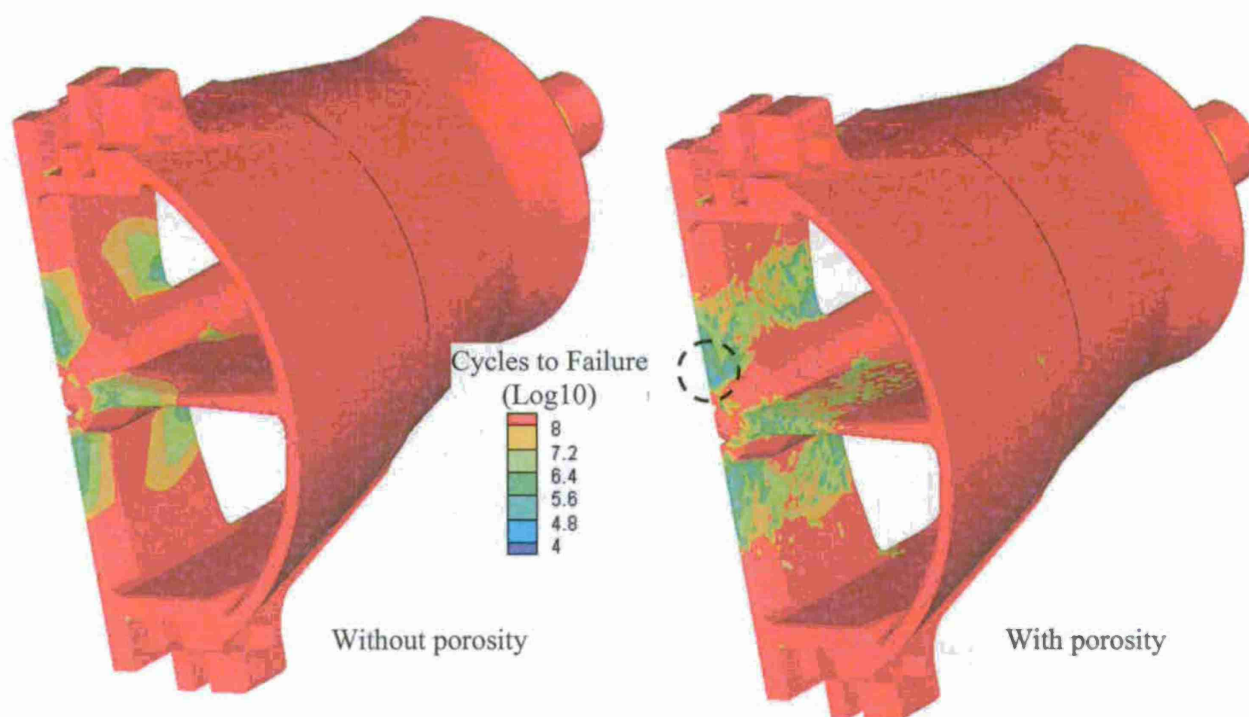 Cycles to Failure
(Log10)
8
7.2
6.4
5.6
4.8
4
Without porosity
With porosity